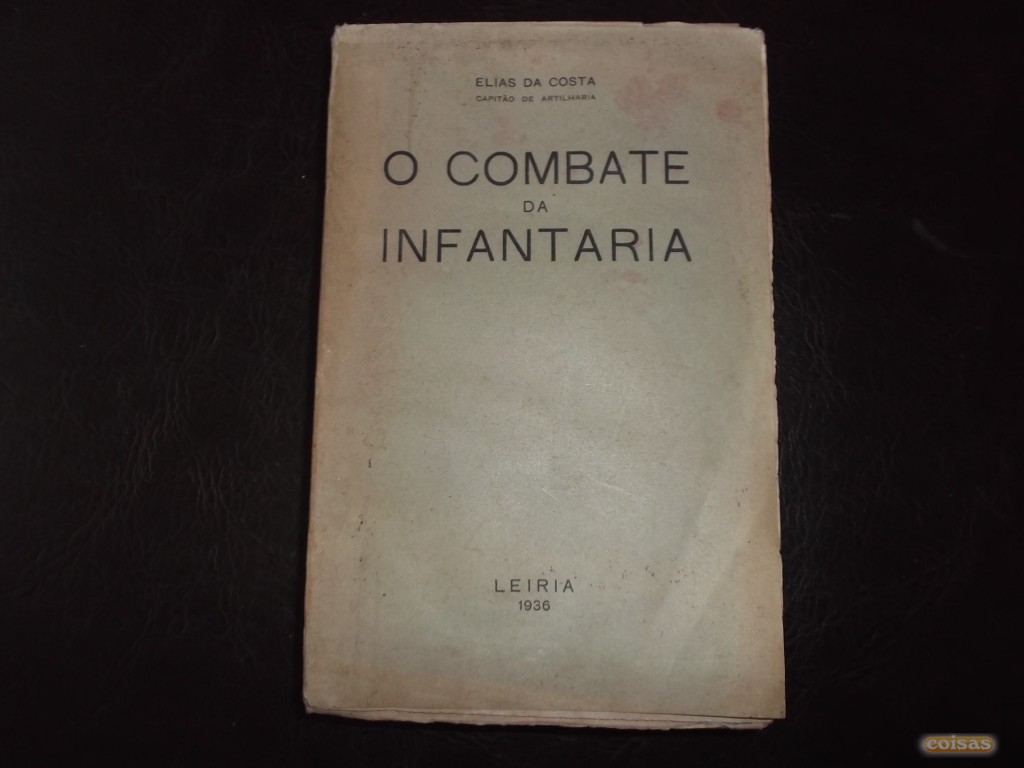 ELIAS DA COSTA
CAPITÃO DE ARTILHARIA
O COMBATE
DA
INFANTARIA
LEIRIA
1936
coisas